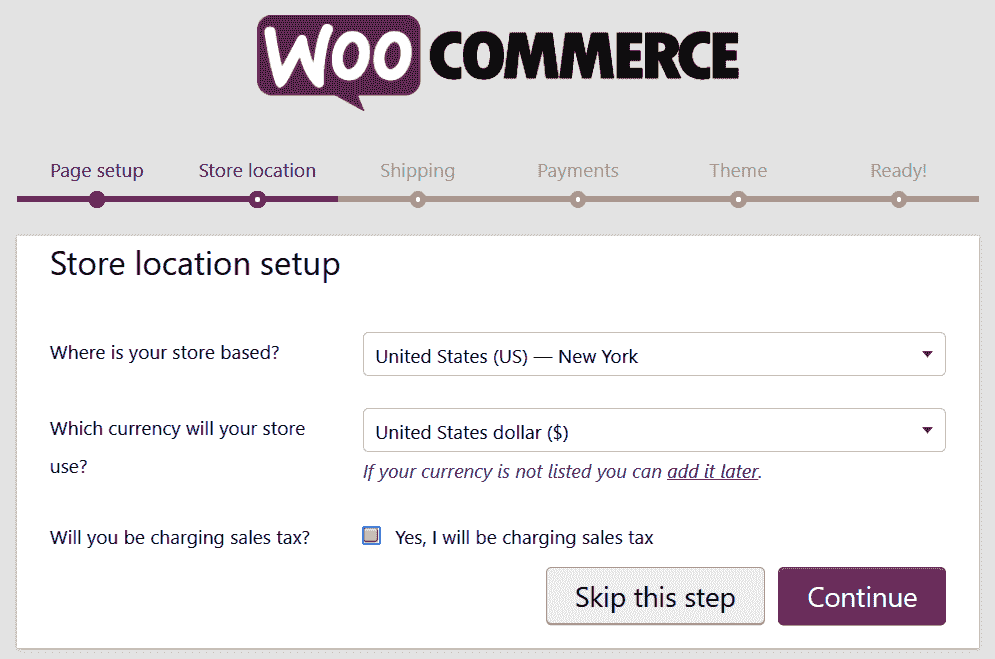 WOO COMMERCE
Page setup Store location Shipping Payments Theme Ready!
Store location setup
Where is your store based? United States (US) — New York
Which currency will your store use? United States dollar ($)
If your currency is not listed you can add it later.
Will you be charging sales tax? Yes, I will be charging sales tax
Skip this step Continue